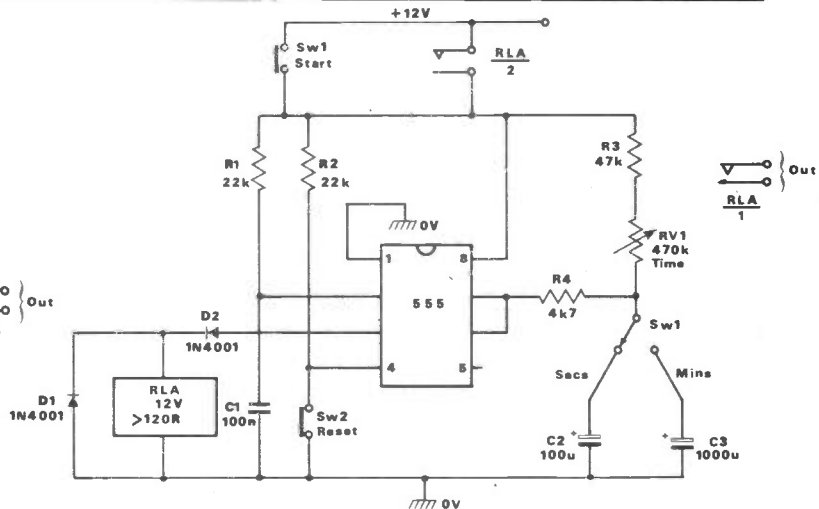 +12V
Sw1
Start
RLA
2
R1
22k
R2
22k
R3
47k
Out
RLA
1
0V
RV1
470k
Time
1
8
555
R4
4k7
Out
D2
1N4001
Sw1
4
5
Secs
Mins
D1
1N4001
RLA
12V
>120R
C1
100n
Sw2
Reset
+
C2
100u
+
C3
1000u
0V